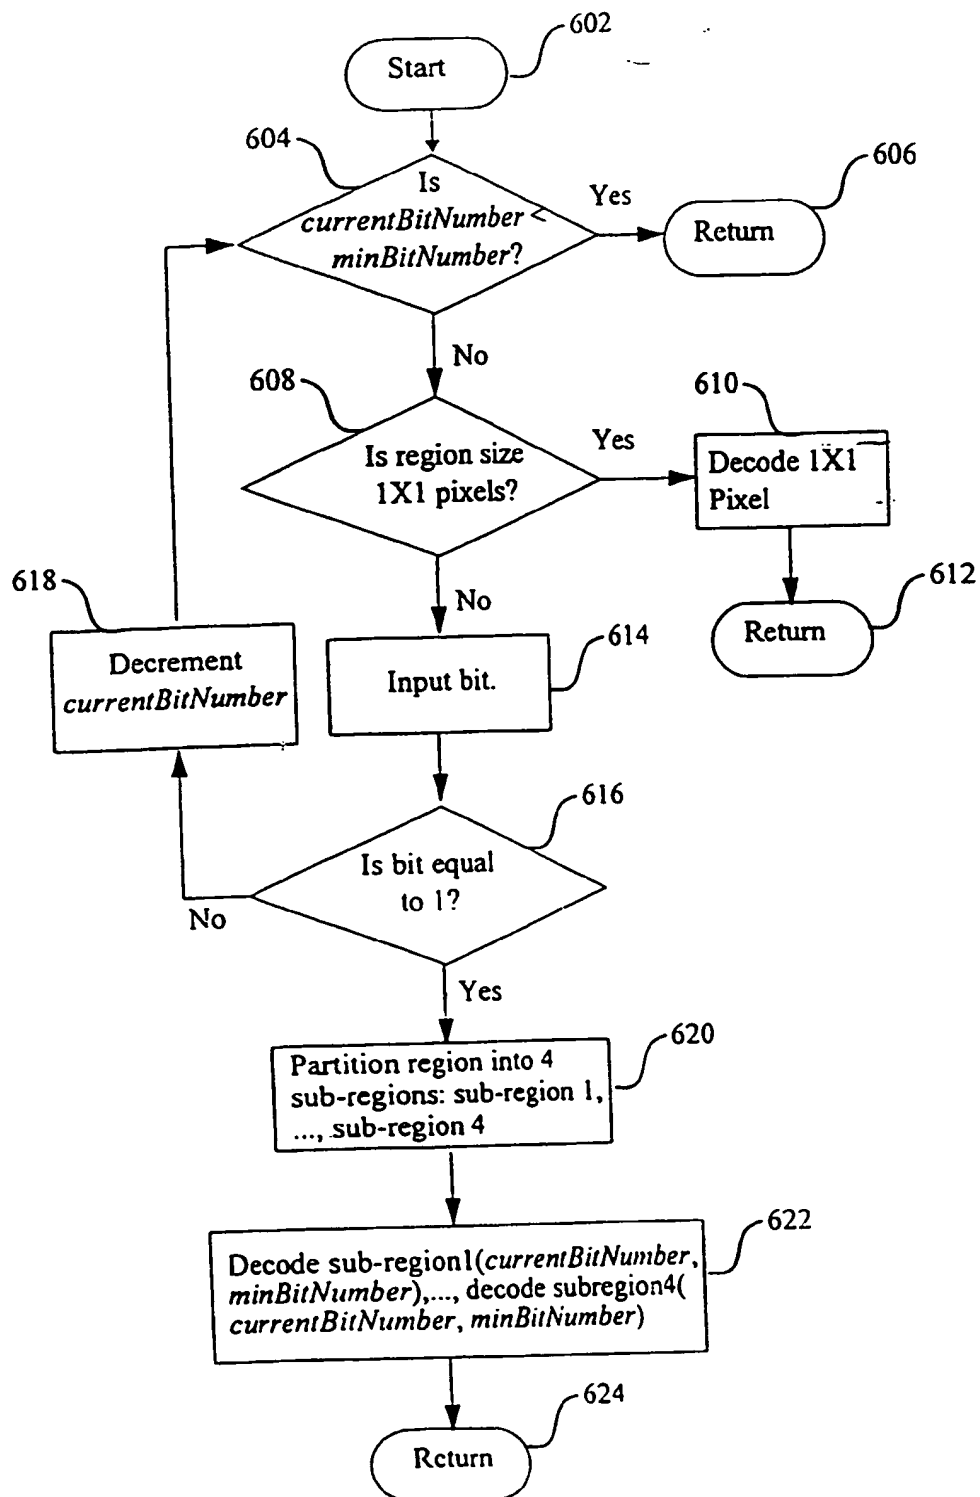 602
Start
604
Is
currentBitNumber <
minBitNumber?
Yes
606
Return
No
608
Is region size
1X1 pixels?
Yes
610
Decode 1X1
Pixel
612
Return
No
618
Decrement
currentBitNumber
614
Input bit.
616
Is bit equal
to 1?
No
Yes
620
Partition region into 4
sub-regions: sub-region 1,
..., sub-region 4
622
Decode sub-region1(currentBitNumber,
minBitNumber),..., decode subregion4(
currentBitNumber, minBitNumber)
624
Return